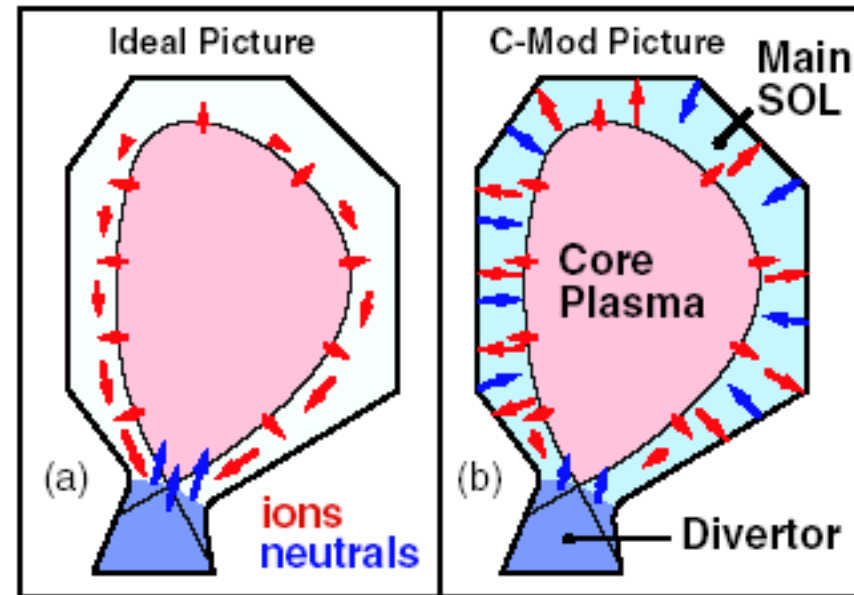 Ideal Picture
(a)
ions
neutrals
C-Mod Picture
Main
SOL
Core
Plasma
(b)
Divertor